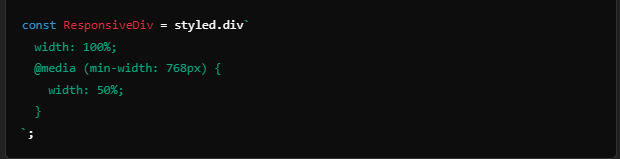 const ResponsiveDiv = styled.div`
  width: 100%;
  @media (min-width: 768px) {
    width: 50%;
  }
`;